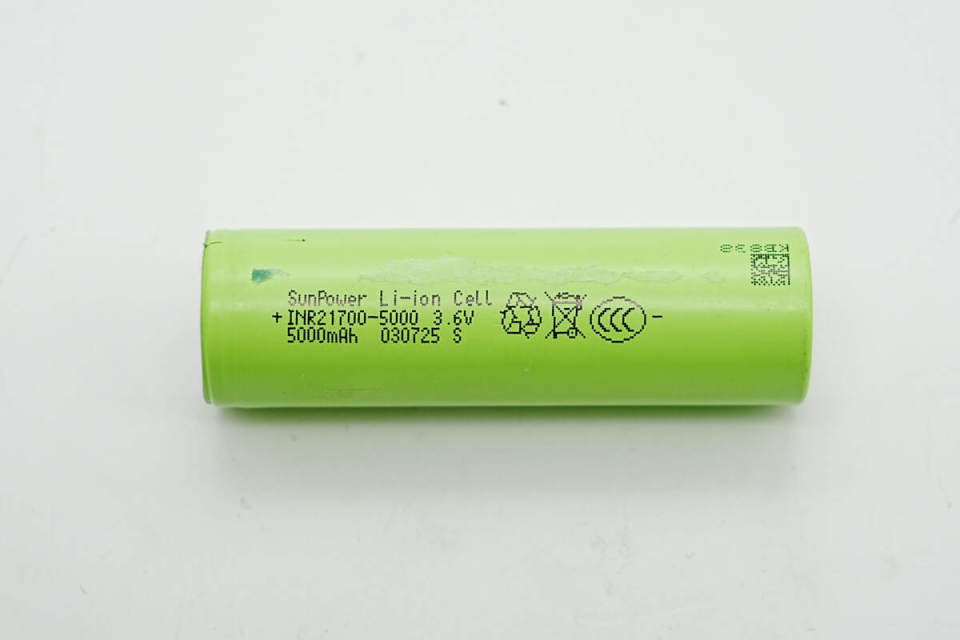 SunPower Li-ion Cell
+INR21700-5000 3.6V -
5000mAh 030725 S